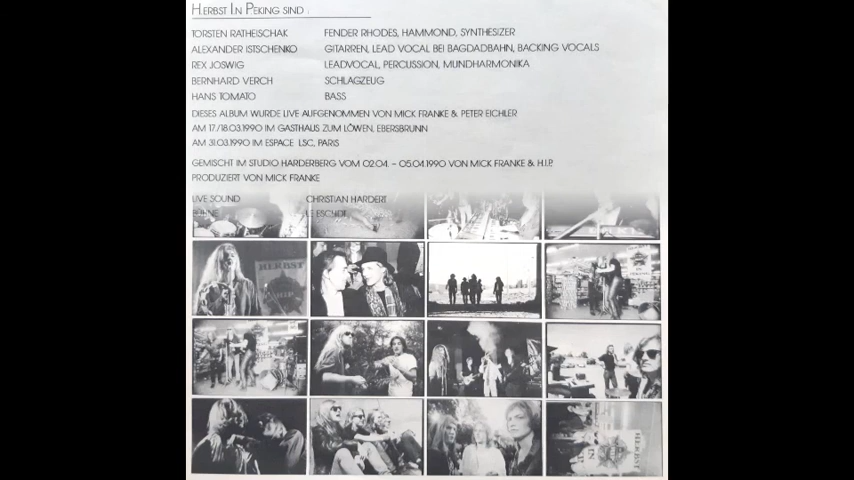 HERBST IN PEKING SIND :
TORSTEN RATHEISCHAK FENDER RHODES, HAMMOND, SYNTHESIZER
ALEXANDER ISTSCHENKO GITARREN, LEAD VOCAL BEI BAGDADBAHN, BACKING VOCALS
REX JOSWIG LEADVOCAL, PERCUSSION, MUNDHARMONIKA
BERNHARD VERCH SCHLAGZEUG
HANS TOMATO BASS
DIESES ALBUM WURDE LIVE AUFGENOMMEN VON MICK FRANKE & PETER EICHLER
AM 17./18.03.1990 IM GASTHAUS ZUM LÖWEN, EBERSBRUNN
AM 31.03.1990 IM ESPACE LSC, PARIS
GEMISCHT IM STUDIO HARDERBERG VOM 02.04. – 05.04.1990 VON MICK FRANKE & H.I.P.
PRODUZIERT VON MICK FRANKE
LIVE SOUND CHRISTIAN HARDERT
BÜHNE
HERBST
HERBST
IN